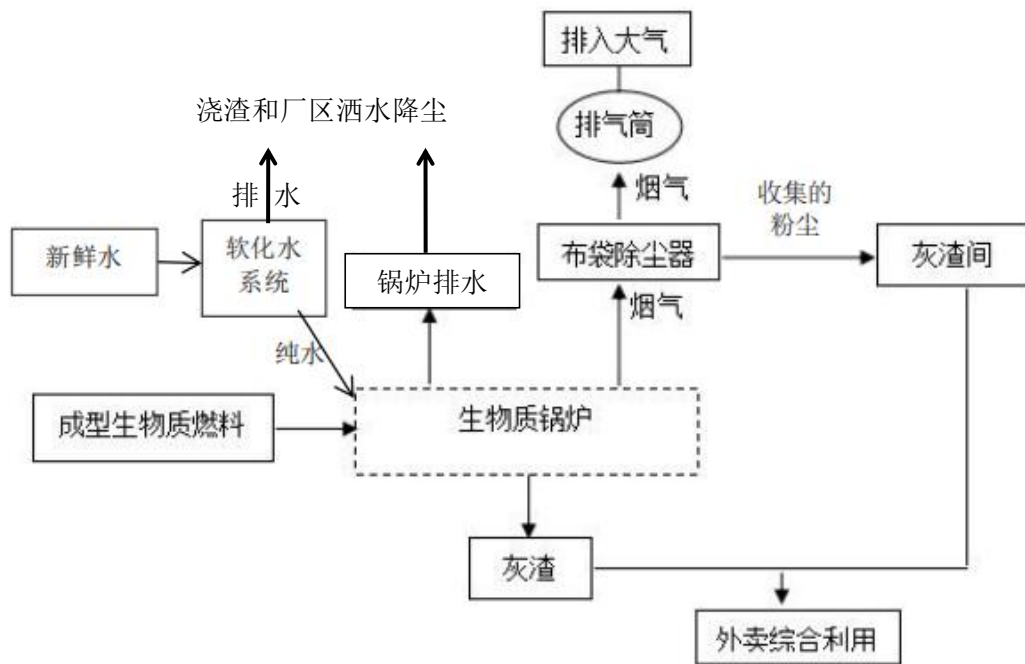 排入大气
浇渣和厂区洒水降尘
排气筒
排 水
烟气
收集的
粉尘
新鲜水
软化水
系统
锅炉排水
布袋除尘器
灰渣间
烟气
纯水
成型生物质燃料
生物质锅炉
灰渣
外卖综合利用